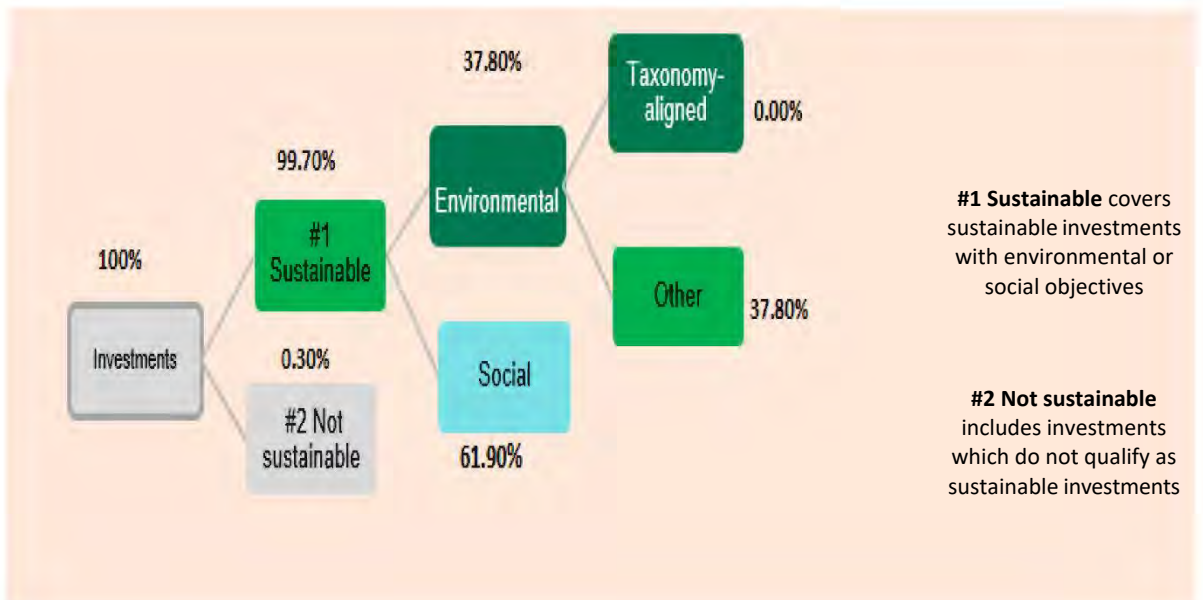 37.80%
Taxonomy-
aligned
0.00%
99.70%
Environmental
#1
Sustainable
100%
Other
37.80%
Investments
0.30%
Social
#2 Not
sustainable
61.90%
#1 Sustainable covers
sustainable investments
with environmental or
social objectives
#2 Not sustainable
includes investments
which do not qualify as
sustainable investments